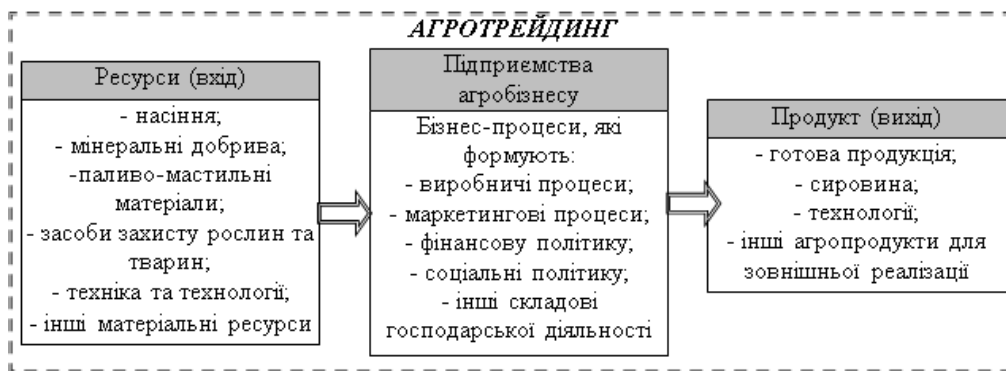 АГРОТРЕЙДИНГ
Ресурси (вхід)
- насіння;
- мінеральні добрива;
-паливо-мастильні
матеріали;
- засоби захисту рослин та
тварин;
- техніка та технології;
- інші матеріальні ресурси
Підприємства
агробізнесу
Бізнес-процеси, які
формують:
- виробничі процеси;
- маркетингові процеси;
- фінансову політику;
- соціальні політику;
- інші складові
господарської діяльності
Продукт (вихід)
- готова продукція;
- сировина;
- технології;
- інші агропродукти для
зовнішньої реалізації